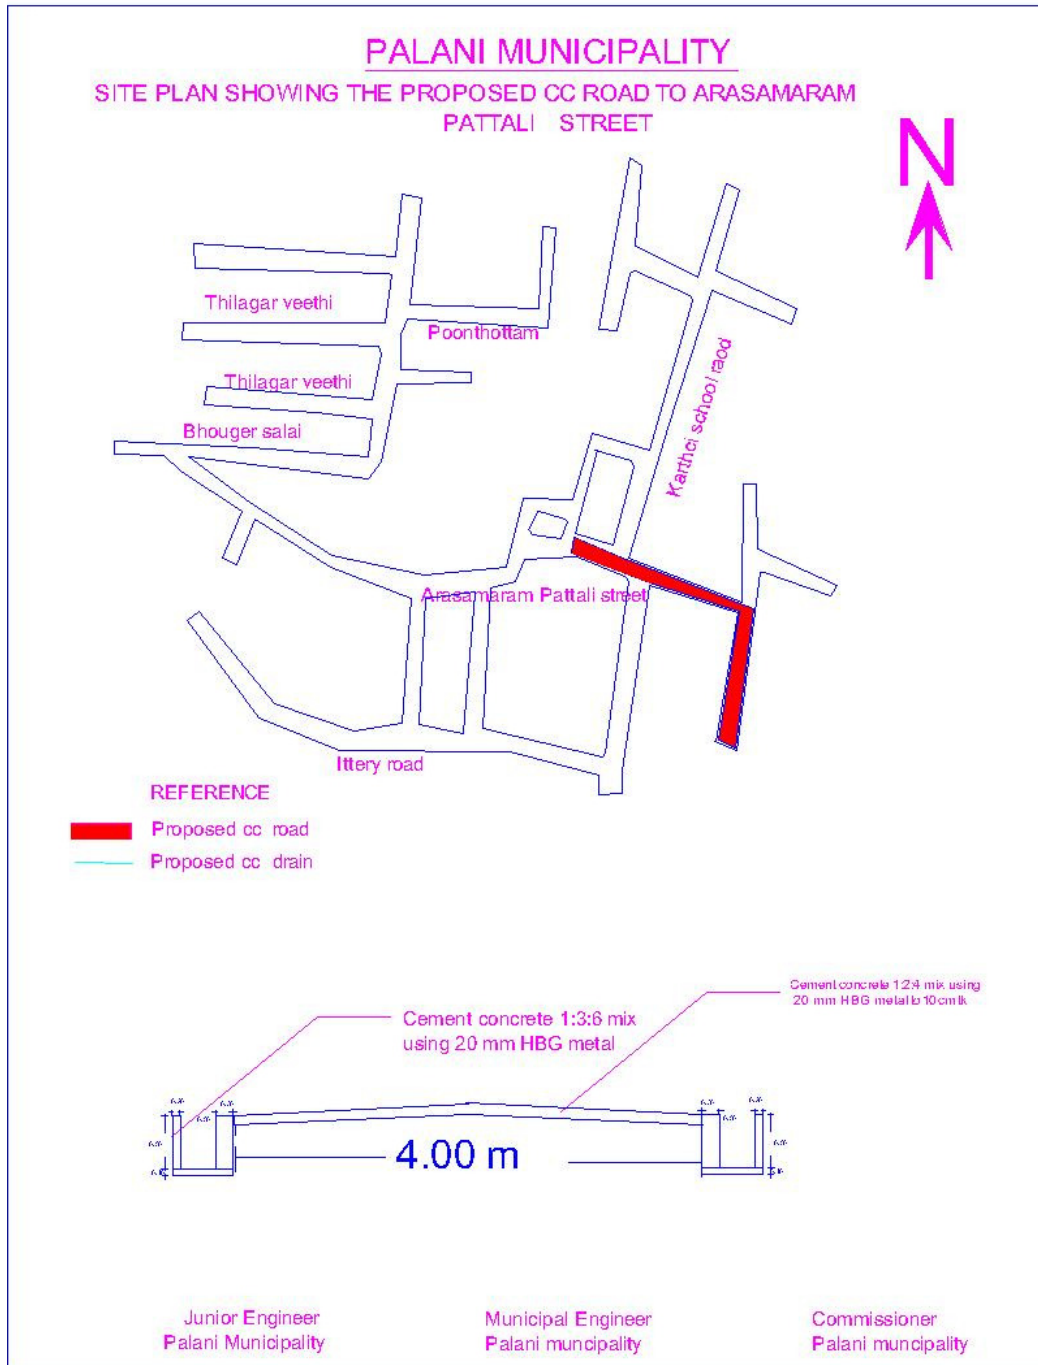 PALANI MUNICIPALITY
SITE PLAN SHOWING THE PROPOSED CC ROAD TO ARASAMARAM
PATTALI STREET
N
Thilagar veethi
Poonthottam
Thilagar veethi
Bhouger salai
Karthci school raod
Arasamaram Pattali street
Ittery road
REFERENCE
Proposed cc road
Proposed cc drain
Cement concrete 1:3:6 mix
using 20 mm HBG metal
Cement concrete 1:2:4 mix using
20 mm HBG metal to 10cm tk
4.00 m
Junior Engineer
Palani Municipality
Municipal Engineer
Palani muncipality
Commissioner
Palani muncipality